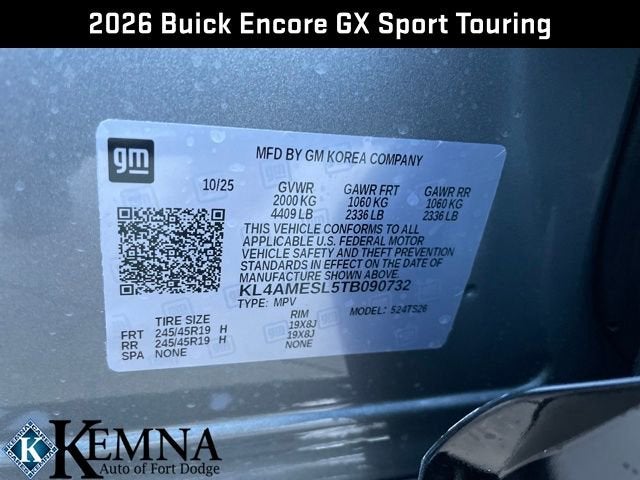 2026 Buick Encore GX Sport Touring
gm
MFD BY GM KOREA COMPANY
10/25 GVWR GAWR FRT GAWR RR
2000 KG 1060 KG 1060 KG
4409 LB 2336 LB 2336 LB
THIS VEHICLE CONFORMS TO ALL
APPLICABLE U.S. FEDERAL MOTOR
VEHICLE SAFETY AND THEFT PREVENTION
STANDARDS IN EFFECT ON THE DATE OF
MANUFACTURE SHOWN ABOVE.
KL4AMESL5TB090732
TYPE: MPV MODEL: 524TS26
TIRE SIZE RIM
FRT 245/45R19 H 19X8J
RR 245/45R19 H 19X8J
SPA NONE NONE
K KEMNA
Auto of Fort Dodge